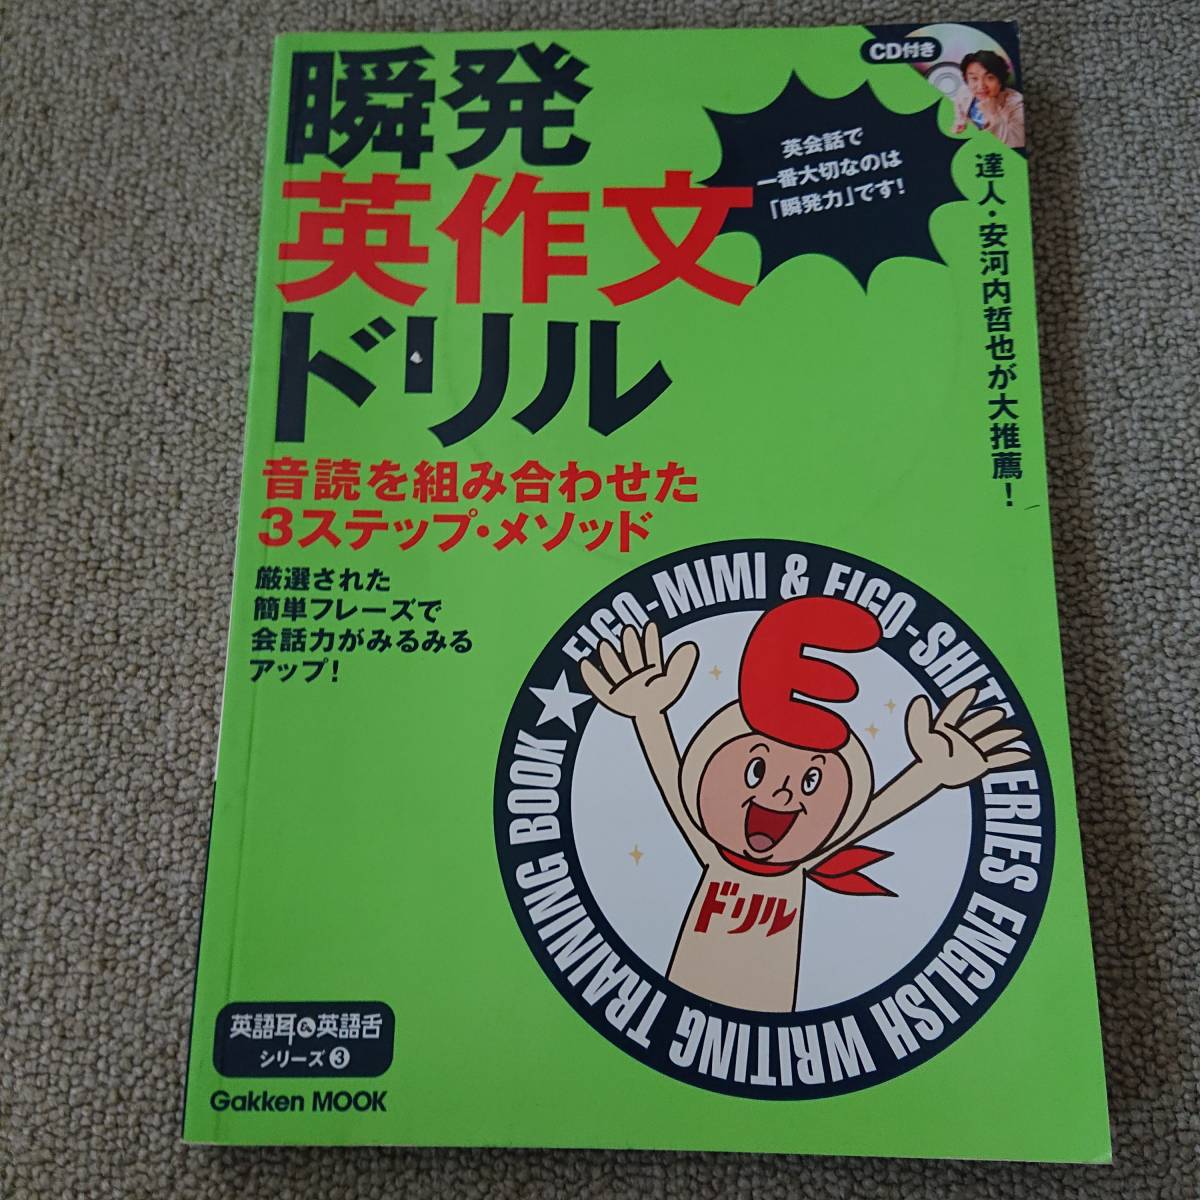 瞬発
英作文
ドリル
CD付き
英会話で
一番大切なのは
「瞬発力」です!
達人・安河内哲也が大推薦!
音読を組み合わせた
3ステップ・メソッド
厳選された
簡単フレーズで
会話力がみるみる
アップ!
EIGO-MIMI & EIGO-SHITA SERIES ENGLISH WRITING TRAINING BOOK
E
ドリル
英語耳&英語舌
シリーズ3
Gakken MOOK